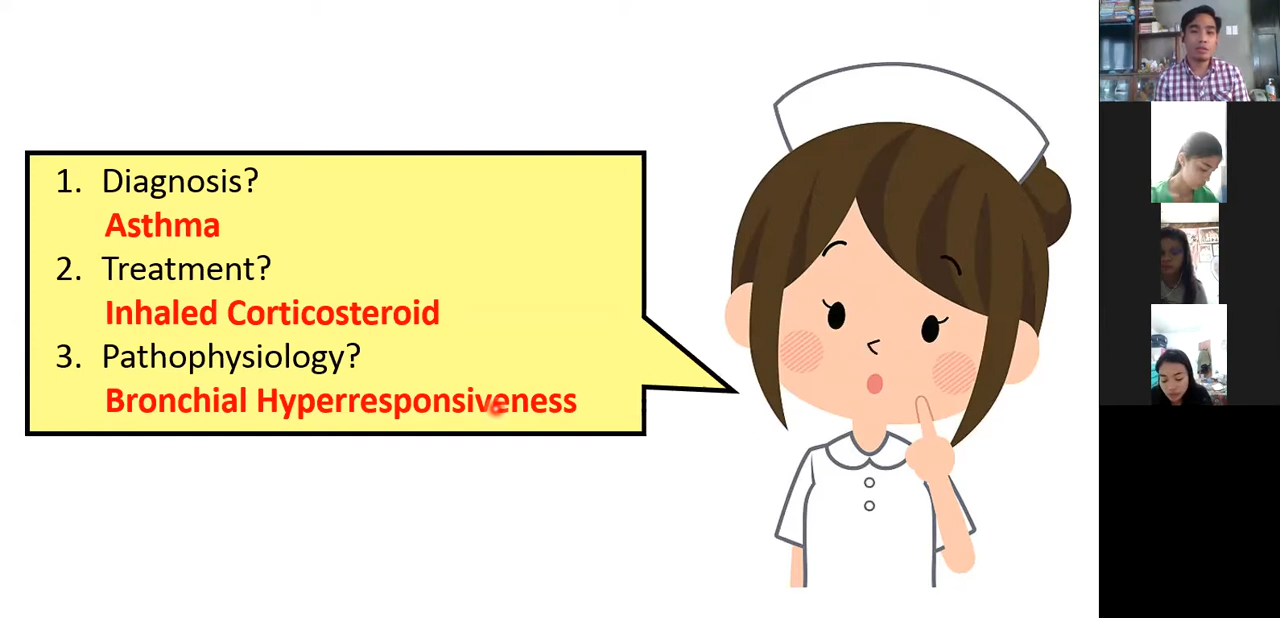 1. Diagnosis?
Asthma
2. Treatment?
Inhaled Corticosteroid
3. Pathophysiology?
Bronchial Hyperresponsiveness